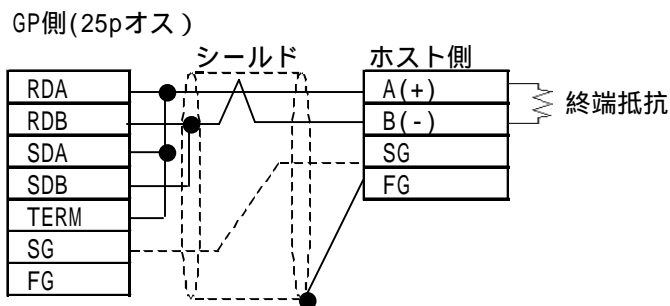 GP側(25pオス)
シールド
ホスト側
RDA
RDB
SDA
SDB
TERM
SG
FG
A(+)
B(-)
SG
FG
終端抵抗